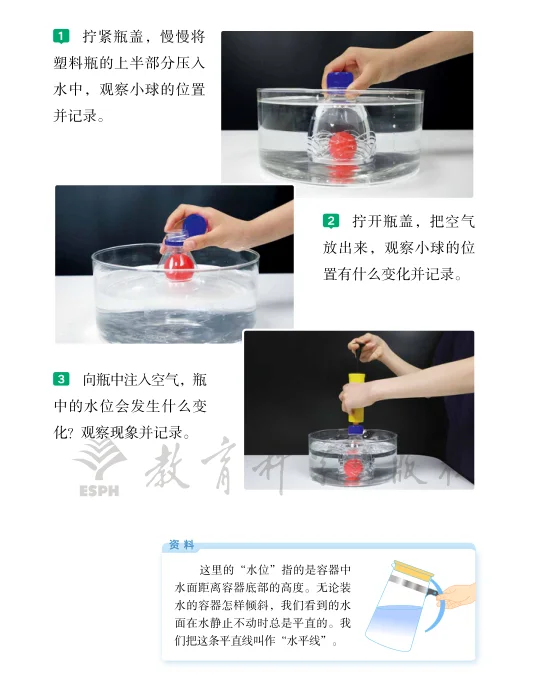 1 拧紧瓶盖，慢慢将
塑料瓶的上半部分压入
水中，观察小球的位置
并记录。
2 拧开瓶盖，把空气
放出来，观察小球的位
置有什么变化并记录。
3 向瓶中注入空气，瓶
中的水位会发生什么变
化？观察现象并记录。
ESPH
教育科 版
资料
这里的“水位”指的是容器中
水面距离容器底部的高度。无论装
水的容器怎样倾斜，我们看到的水
面在水静止不动时总是平直的。我
们把这条平直线叫作“水平线”。